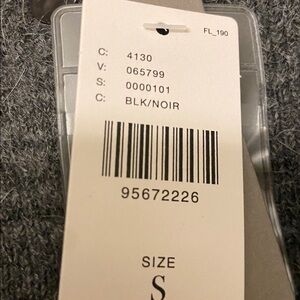 FL_190
C: 4130
V: 065799
S: 0000101
C: BLK/NOIR
95672226
SIZE
S